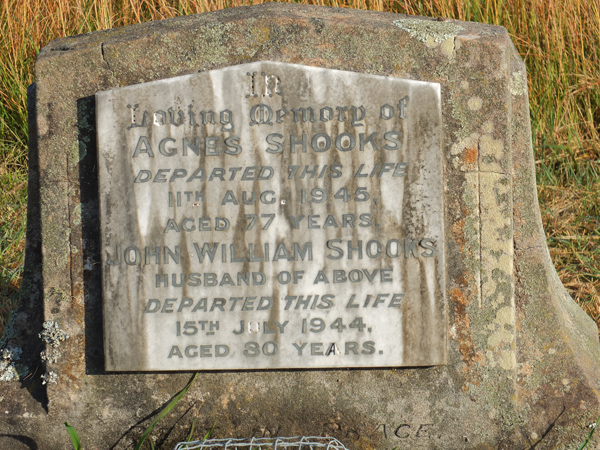 IN
Loving Memory of
AGNES SHOOKS
DEPARTED THIS LIFE
11TH AUG. 1945,
AGED 77 YEARS.
JOHN WILLIAM SHOOKS
HUSBAND OF ABOVE
DEPARTED THIS LIFE
15TH JULY 1944,
AGED 80 YEARS.